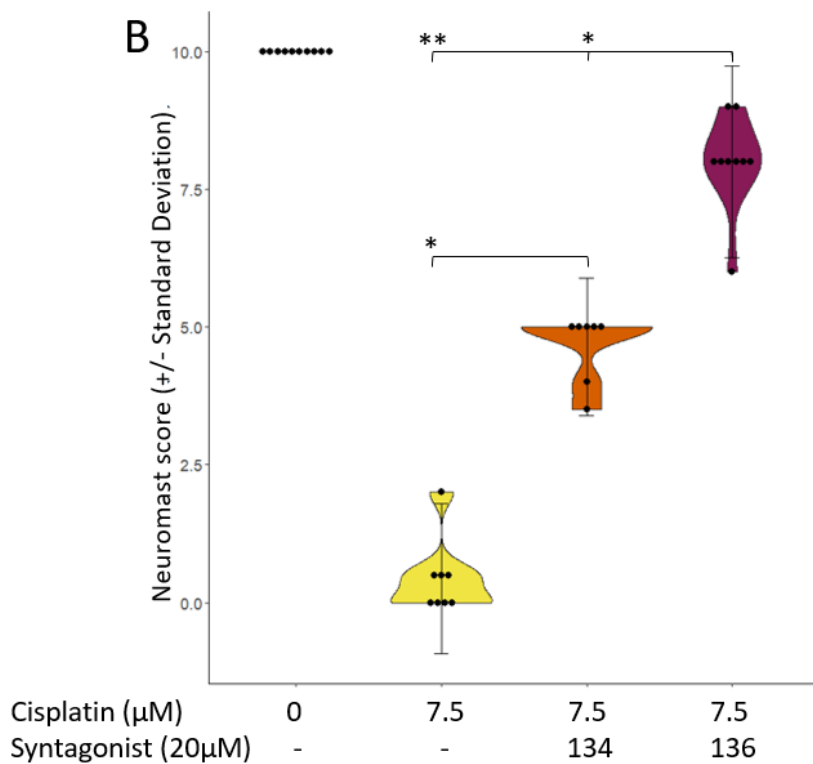 B
** *
10.0
7.5
*
5.0
2.5
0.0
Neuromast score (+/- Standard Deviation).
Cisplatin (µM) 0 7.5 7.5 7.5
Syntagonist (20µM) - - 134 136